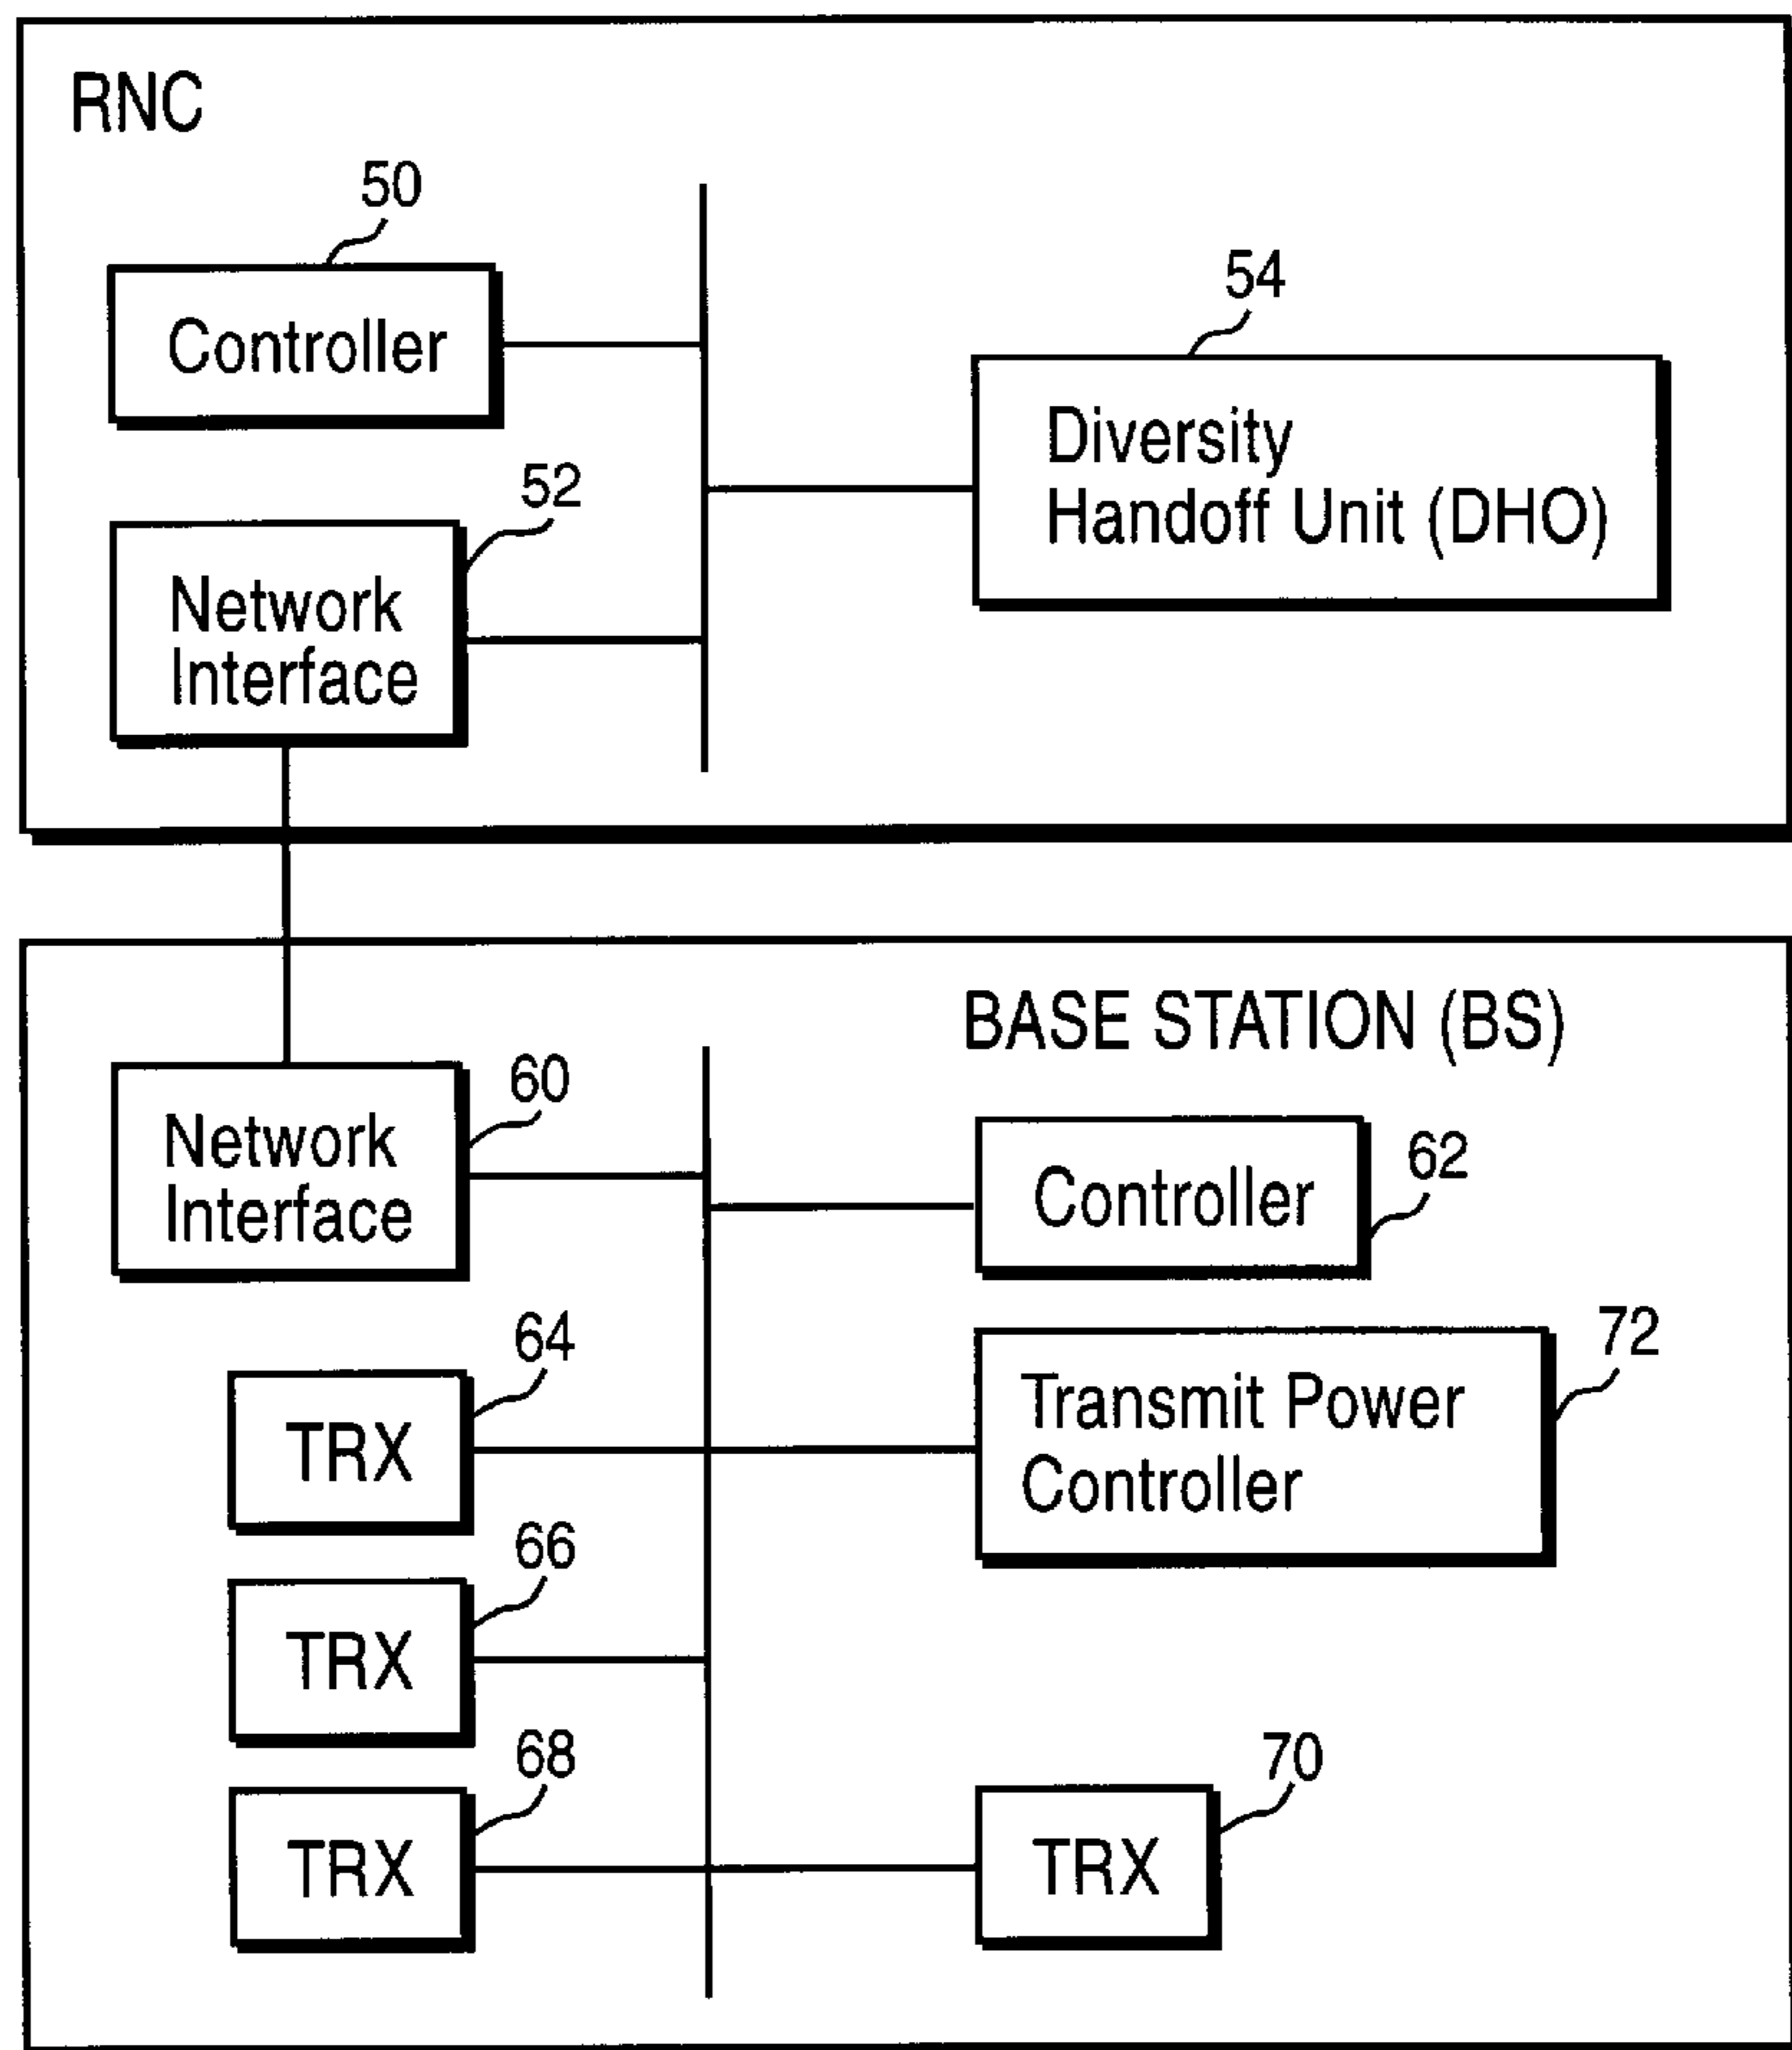 RNC
50
Controller
54
Diversity
Handoff Unit (DHO)
52
Network
Interface
BASE STATION (BS)
60
Network
Interface
62
Controller
64
TRX
72
Transmit Power
Controller
66
TRX
68
TRX
70
TRX